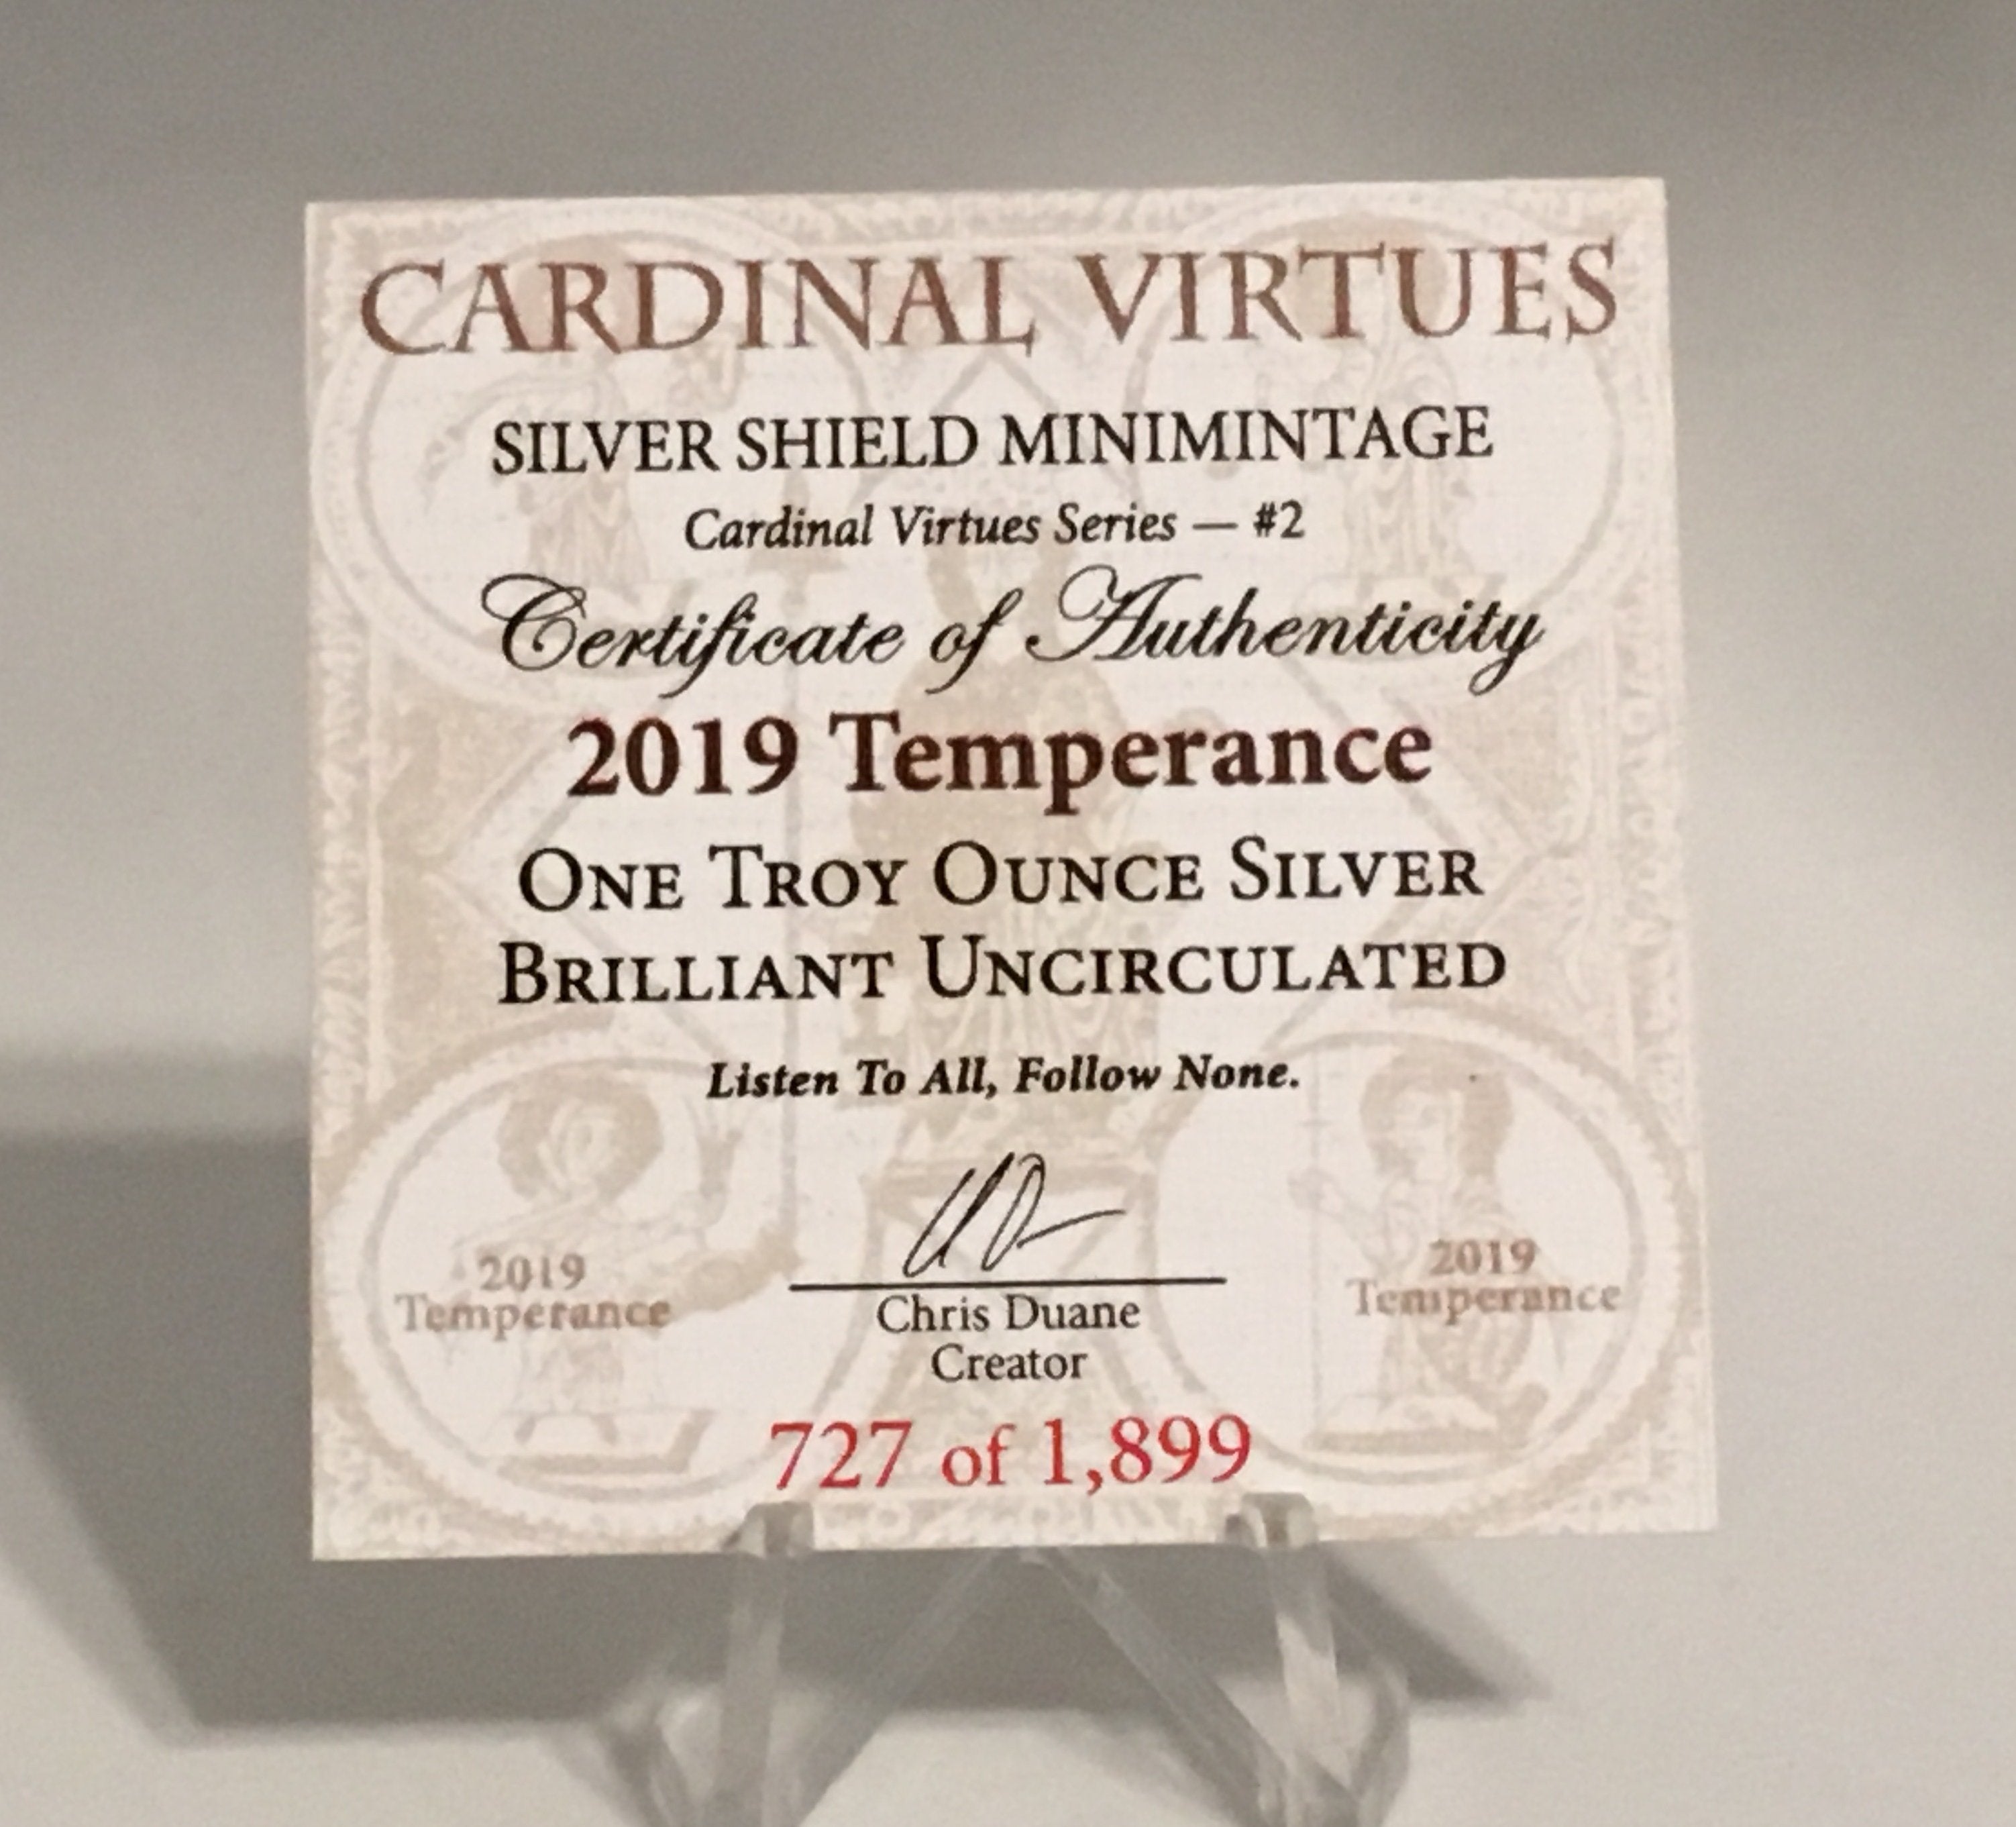 CARDINAL VIRTUES
SILVER SHIELD MINIMINTAGE
Cardinal Virtues Series — #2
Certificate of Authenticity
2019 Temperance
ONE TROY OUNCE SILVER
BRILLIANT UNCIRCULATED
Listen To All, Follow None.
2019
Temperance
2019
Temperance
Chris Duane
Creator
727 of 1,899